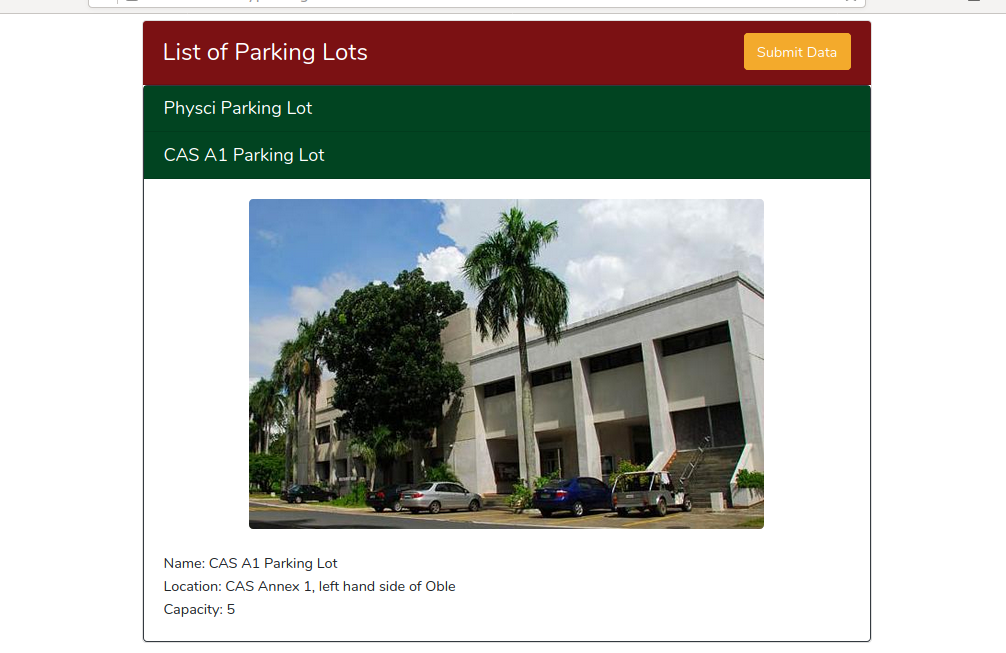 List of Parking Lots
Submit Data
Physci Parking Lot
CAS A1 Parking Lot
Name: CAS A1 Parking Lot
Location: CAS Annex 1, left hand side of Oble
Capacity: 5